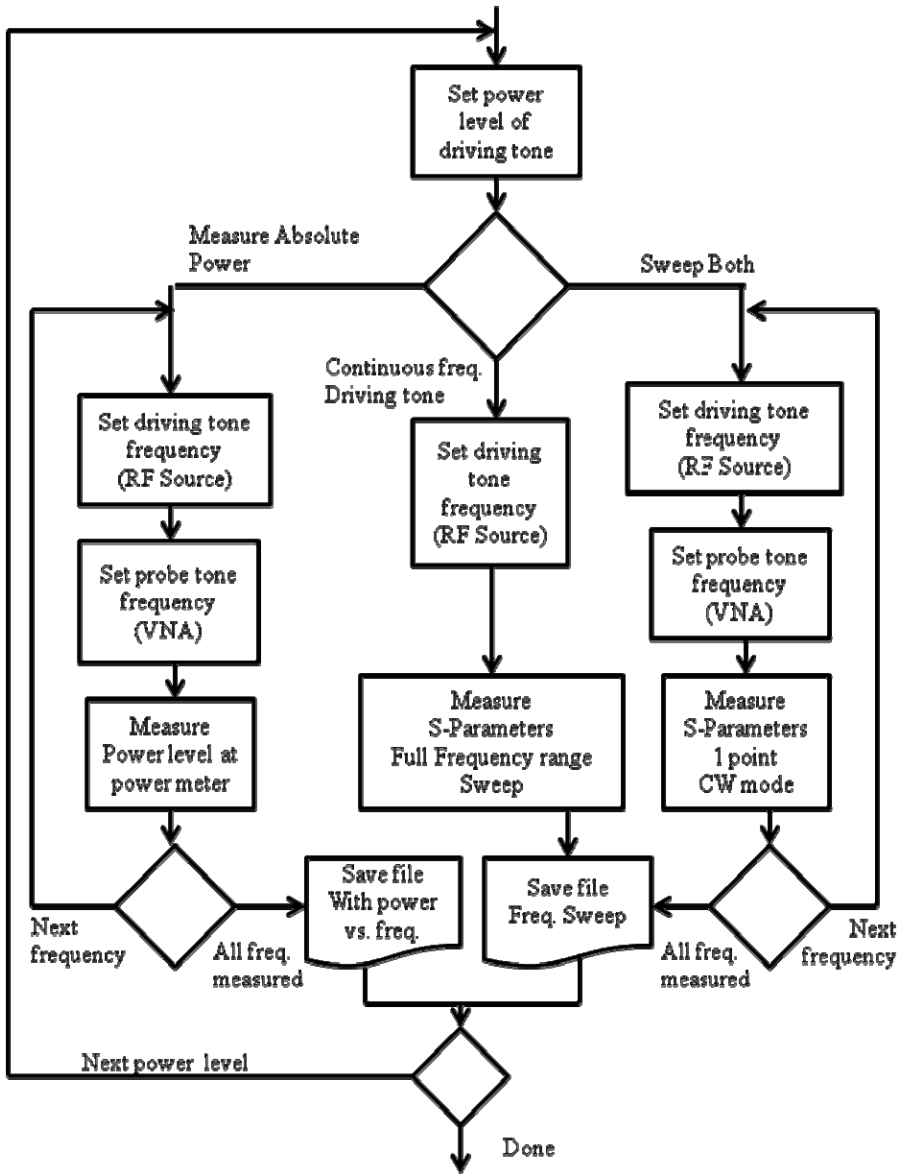 Set power
level of
driving tone
Measure Absolute
Power
Sweep Both
Continuous freq.
Driving tone
Set driving tone
frequency
(RF Source)
Set probe tone
frequency
(VNA)
Measure
Power level at
power meter
Next
frequency
All freq.
measured
Save file
With power
vs. freq.
Set driving
tone
frequency
(RF Source)
Measure
S-Parameters
Full Frequency range
Sweep
Save file
Freq. Sweep
Set driving tone
frequency
(RF Source)
Set probe tone
frequency
(VNA)
Measure
S-Parameters
1 point
CW mode
All freq.
measured
Next
frequency
Next power level
Done